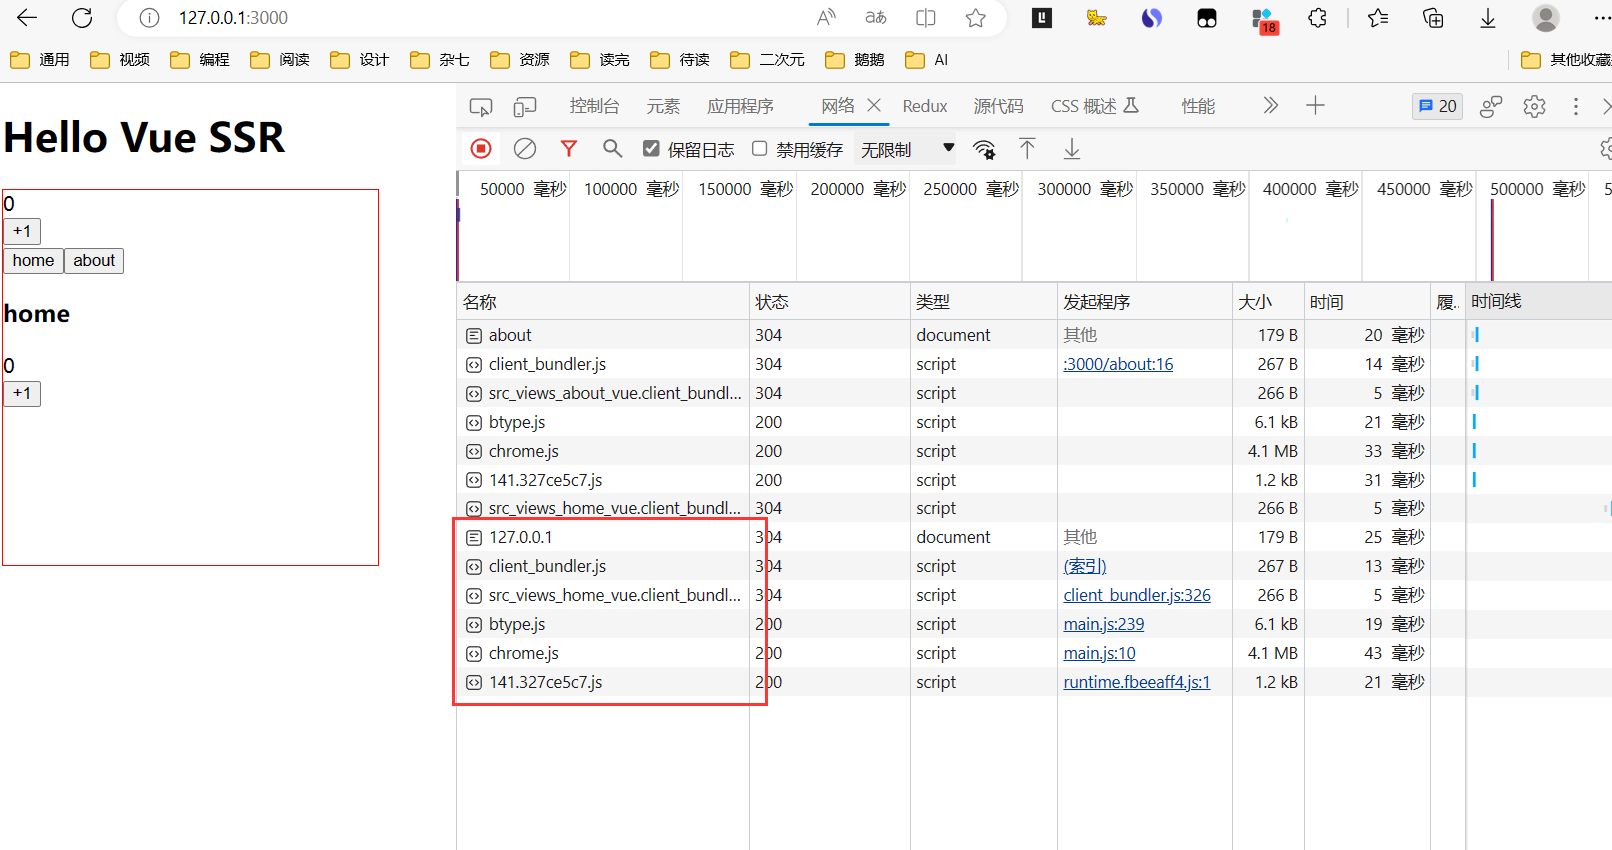 127.0.0.1:3000
A
aあ
18
通用 视频 编程 阅读 设计 杂七 资源 读完 待读 二次元 鹅鹅 AI 其他收藏
控制台 元素 应用程序 网络 Redux 源代码 CSS 概述 性能 20
保留日志 禁用缓存 无限制
50000 毫秒 100000 毫秒 150000 毫秒 200000 毫秒 250000 毫秒 300000 毫秒 350000 毫秒 400000 毫秒 450000 毫秒 500000 毫秒 5
Hello Vue SSR
0
+1
home about
home
0
+1
名称 状态 类型 发起程序 大小 时间 履.. 时间线
about 304 document 其他 179 B 20 毫秒
client_bundler.js 304 script :3000/about:16 267 B 14 毫秒
src_views_about_vue.client_bundl... 304 script 266 B 5 毫秒
btype.js 200 script 6.1 kB 21 毫秒
chrome.js 200 script 4.1 MB 33 毫秒
141.327ce5c7.js 200 script 1.2 kB 31 毫秒
src_views_home_vue.client_bundl... 304 script 266 B 5 毫秒
127.0.0.1 304 document 其他 179 B 25 毫秒
client_bundler.js 304 script (索引) 267 B 13 毫秒
src_views_home_vue.client_bundl... 304 script client_bundler.js:326 266 B 5 毫秒
btype.js 200 script main.js:239 6.1 kB 19 毫秒
chrome.js 200 script main.js:10 4.1 MB 43 毫秒
141.327ce5c7.js 200 script runtime.fbeeaff4.js:1 1.2 kB 21 毫秒